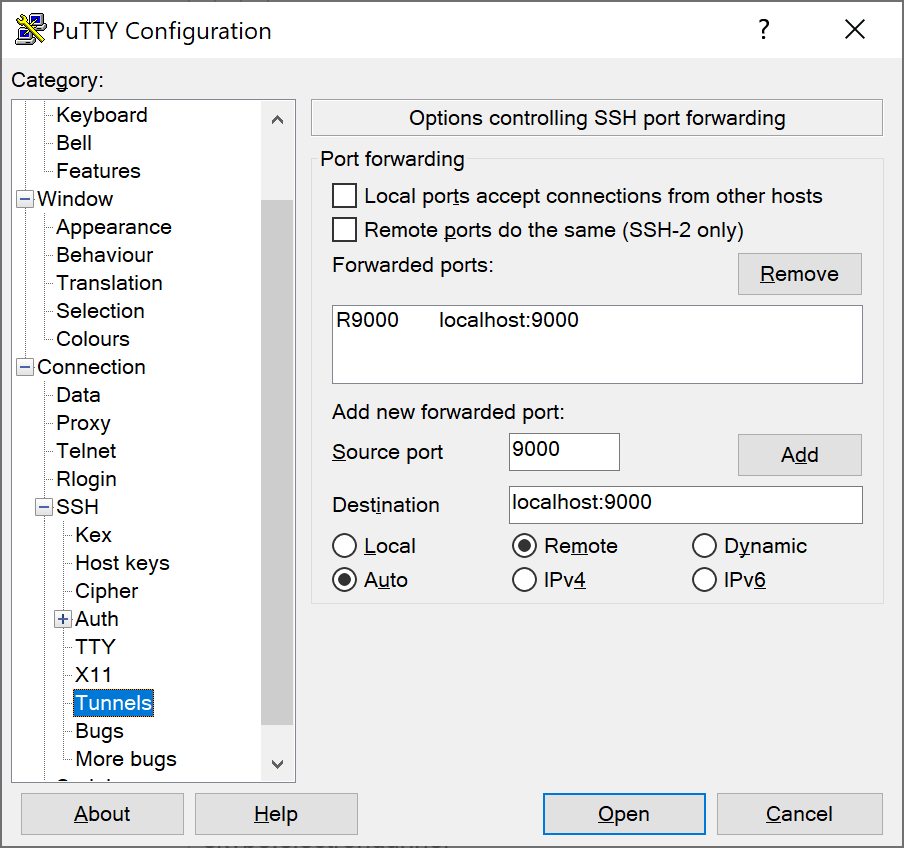 PuTTY Configuration
?
Category:
Keyboard
Bell
Features
Window
Appearance
Behaviour
Translation
Selection
Colours
Connection
Data
Proxy
Telnet
Rlogin
SSH
Kex
Host keys
Cipher
Auth
TTY
X11
Tunnels
Bugs
More bugs
Options controlling SSH port forwarding
Port forwarding
Local ports accept connections from other hosts
Remote ports do the same (SSH-2 only)
Forwarded ports:
Remove
R9000 localhost:9000
Add new forwarded port:
Source port 9000 Add
Destination localhost:9000
Local Remote Dynamic
Auto IPv4 IPv6
About Help Open Cancel